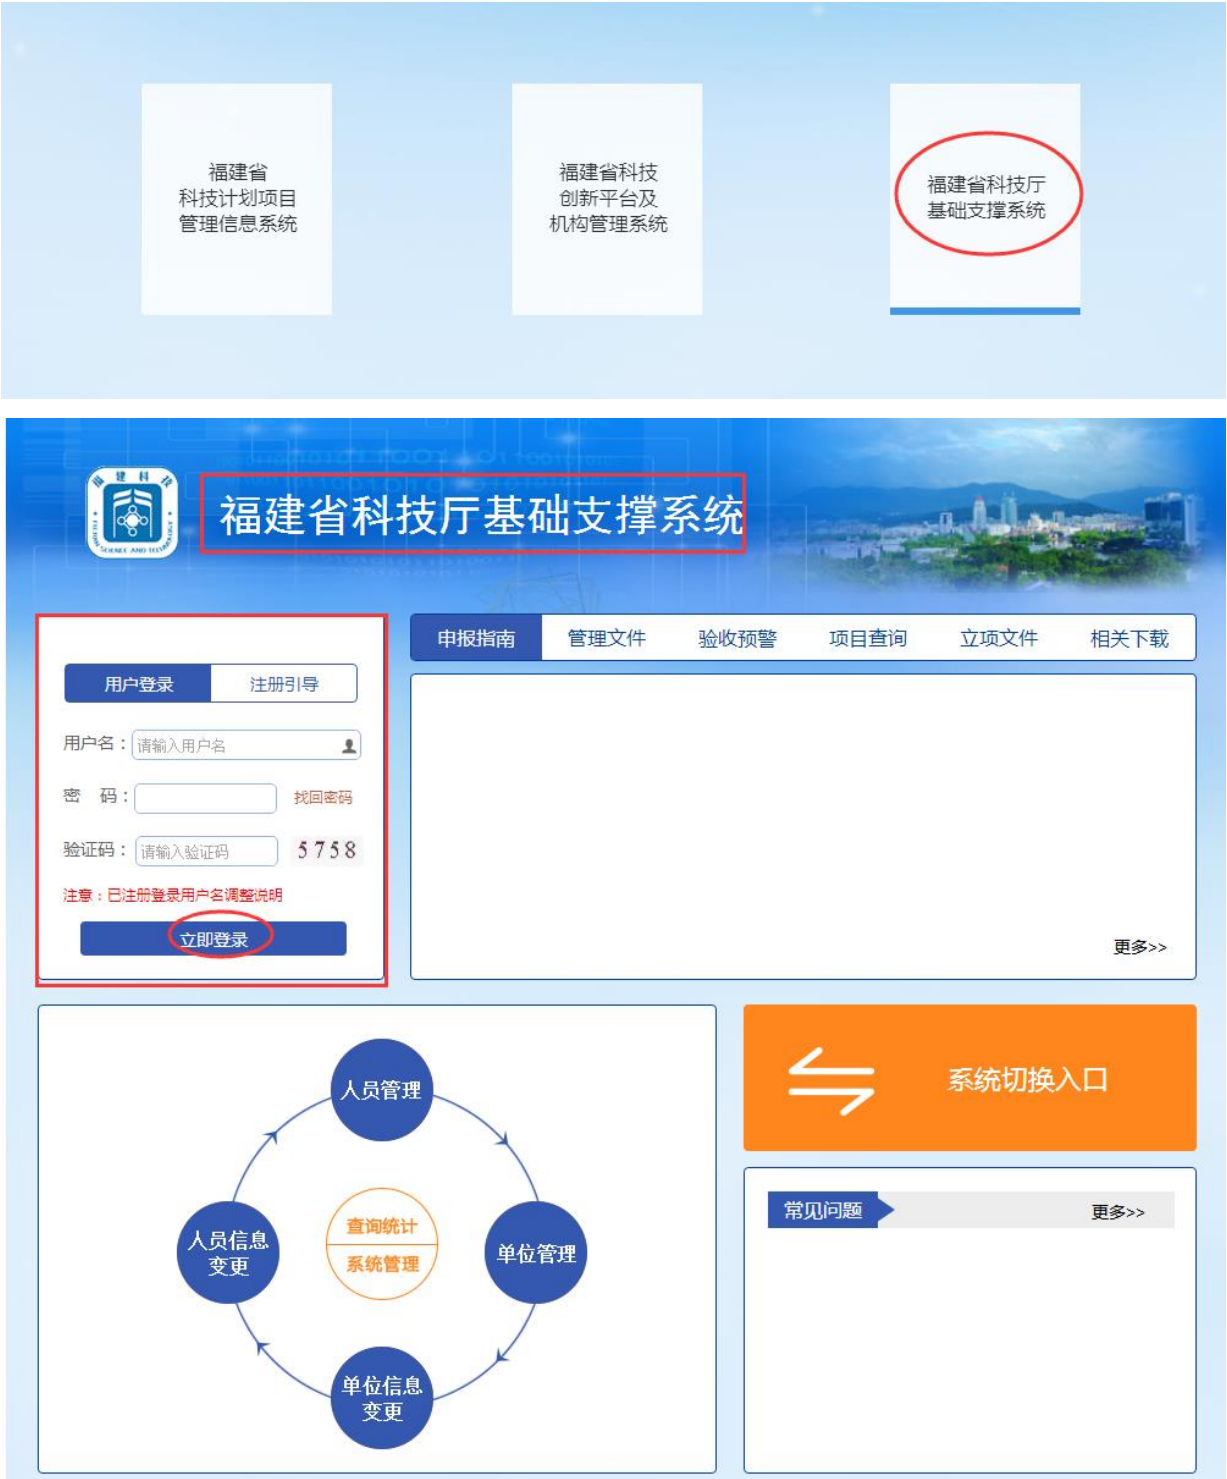 福建省
科技计划项目
管理信息系统
福建省科技
创新平台及
机构管理系统
福建省科技厅
基础支撑系统
福建科技
福建省科技厅基础支撑系统
申报指南 管理文件 验收预警 项目查询 立项文件 相关下载
用户登录 注册引导
用户名： 请输入用户名
密 码： 找回密码
验证码： 请输入验证码 5758
注意：已注册登录用户名调整说明
立即登录
更多>>
人员管理
人员信息
变更
查询统计
系统管理
单位管理
单位信息
变更
系统切换入口
常见问题 更多>>